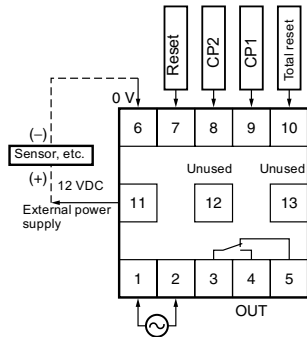 Reset
CP2
CP1
Total reset
0 V
6
7
8
9
10
(−)
Sensor, etc.
(+)
12 VDC
External power
supply
Unused
Unused
11
12
13
1
2
3
4
5
OUT